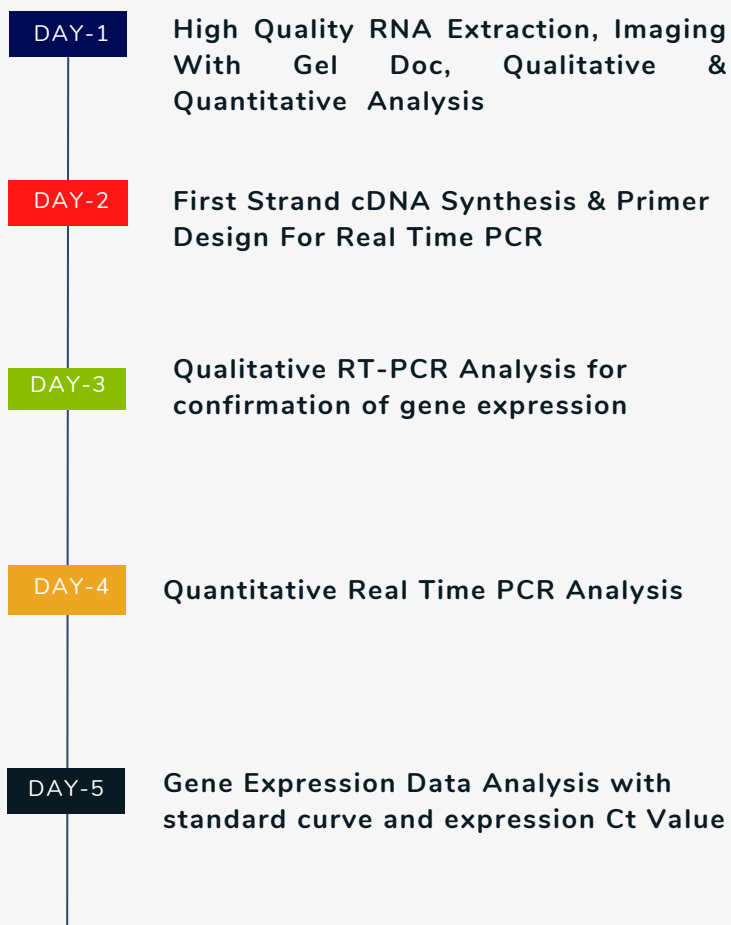 DAY-1
High Quality RNA Extraction, Imaging
With Gel Doc, Qualitative &
Quantitative Analysis
DAY-2
First Strand cDNA Synthesis & Primer
Design For Real Time PCR
DAY-3
Qualitative RT-PCR Analysis for
confirmation of gene expression
DAY-4
Quantitative Real Time PCR Analysis
DAY-5
Gene Expression Data Analysis with
standard curve and expression Ct Value